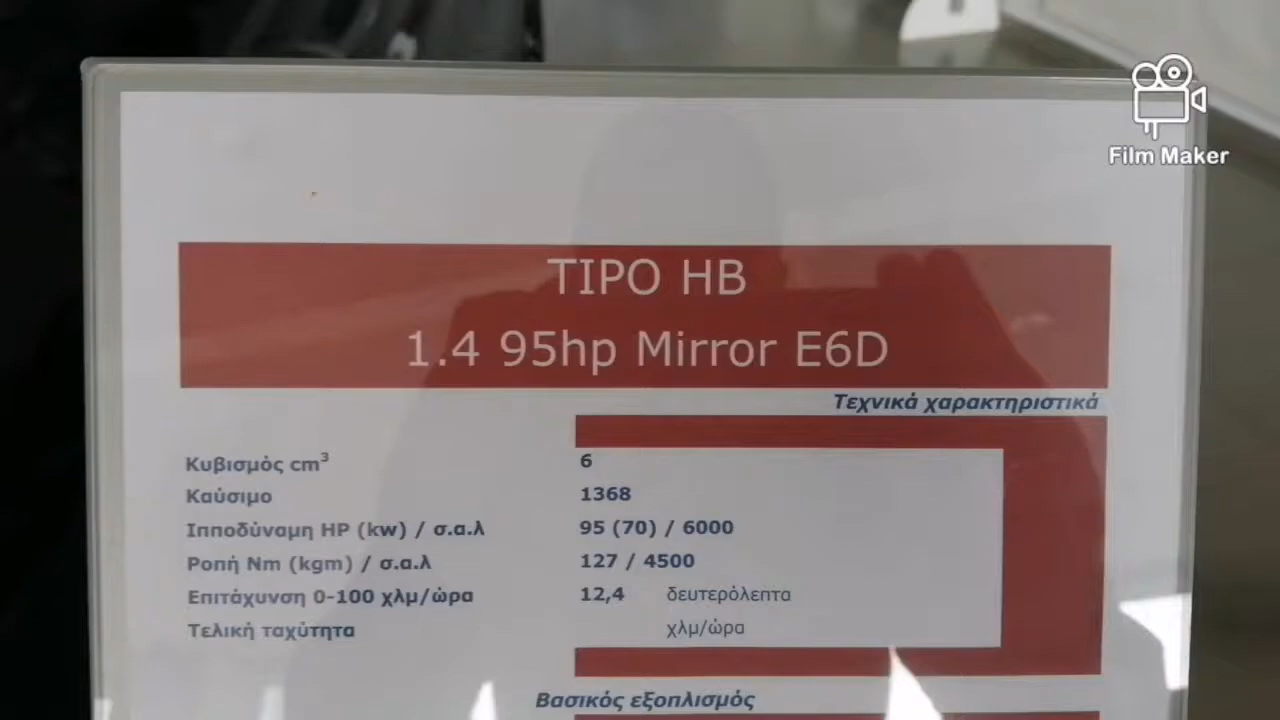 Film Maker
TIPO HB
1.4 95hp Mirror E6D
Τεχνικά χαρακτηριστικά
Κυβισμός cm³ 6
Καύσιμο 1368
Ιπποδύναμη HP (kw) / σ.α.λ 95 (70) / 6000
Ροπή Nm (kgm) / σ.α.λ 127 / 4500
Επιτάχυνση 0-100 χλμ/ώρα 12,4 δευτερόλεπτα
Τελική ταχύτητα χλμ/ώρα
Βασικός εξοπλισμός